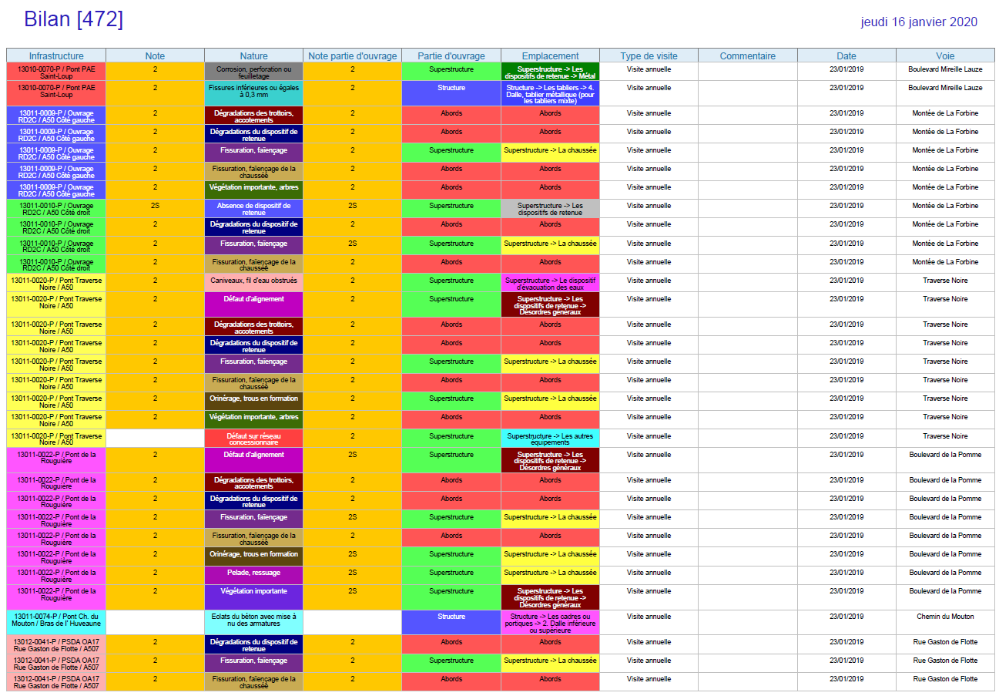 Bilan [472]
jeudi 16 janvier 2020
Infrastructure Note Nature Note partie d'ouvrage Partie d'ouvrage Emplacement Type de visite Commentaire Date Voie
13010-0070-P / Pont PAE Saint-Loup 2 Corrosion, perforation ou feuilletage 2 Superstructure Superstructure -> Les dispositifs de retenue -> Métal Visite annuelle 23/01/2019 Boulevard Mireille Lauze
13010-0070-P / Pont PAE Saint-Loup 2 Fissures inférieures ou égales à 0,3 mm 2 Structure Structure -> Les tabliers -> 4. Dalle, tablier métallique (pour les tabliers mixte) Visite annuelle 23/01/2019 Boulevard Mireille Lauze
13011-0009-P / Ouvrage RD2C / A50 Côté gauche 2 Dégradations des trottoirs, accotements 2 Abords Abords Visite annuelle 23/01/2019 Montée de La Forbine
13011-0009-P / Ouvrage RD2C / A50 Côté gauche 2 Dégradations du dispositif de retenue 2 Abords Abords Visite annuelle 23/01/2019 Montée de La Forbine
13011-0009-P / Ouvrage RD2C / A50 Côté gauche 2 Fissuration, faïençage 2 Superstructure Superstructure -> La chaussée Visite annuelle 23/01/2019 Montée de La Forbine
13011-0009-P / Ouvrage RD2C / A50 Côté gauche 2 Fissuration, faïençage de la chaussée 2 Abords Abords Visite annuelle 23/01/2019 Montée de La Forbine
13011-0009-P / Ouvrage RD2C / A50 Côté gauche 2 Végétation importante, arbres 2 Abords Abords Visite annuelle 23/01/2019 Montée de La Forbine
13011-0010-P / Ouvrage RD2C / A50 Côté droit 2S Absence de dispositif de retenue 2S Superstructure Superstructure -> Les dispositifs de retenue Visite annuelle 23/01/2019 Montée de La Forbine
13011-0010-P / Ouvrage RD2C / A50 Côté droit 2 Dégradations du dispositif de retenue 2 Abords Abords Visite annuelle 23/01/2019 Montée de La Forbine
13011-0010-P / Ouvrage RD2C / A50 Côté droit 2 Fissuration, faïençage 2S Superstructure Superstructure -> La chaussée Visite annuelle 23/01/2019 Montée de La Forbine
13011-0010-P / Ouvrage RD2C / A50 Côté droit 2 Fissuration, faïençage de la chaussée 2 Abords Abords Visite annuelle 23/01/2019 Montée de La Forbine
13011-0020-P / Pont Traverse Noire / A50 2 Caniveaux, fil d'eau obstrués 2 Superstructure Superstructure -> Le dispositif d'évacuation des eaux Visite annuelle 23/01/2019 Traverse Noire
13011-0020-P / Pont Traverse Noire / A50 2 Défaut d'alignement 2 Superstructure Superstructure -> Les dispositifs de retenue -> Désordres généraux Visite annuelle 23/01/2019 Traverse Noire
13011-0020-P / Pont Traverse Noire / A50 2 Dégradations des trottoirs, accotements 2 Abords Abords Visite annuelle 23/01/2019 Traverse Noire
13011-0020-P / Pont Traverse Noire / A50 2 Dégradations du dispositif de retenue 2 Abords Abords Visite annuelle 23/01/2019 Traverse Noire
13011-0020-P / Pont Traverse Noire / A50 2 Fissuration, faïençage 2 Superstructure Superstructure -> La chaussée Visite annuelle 23/01/2019 Traverse Noire
13011-0020-P / Pont Traverse Noire / A50 2 Fissuration, faïençage de la chaussée 2 Abords Abords Visite annuelle 23/01/2019 Traverse Noire
13011-0020-P / Pont Traverse Noire / A50 2 Orinérage, trous en formation 2 Superstructure Superstructure -> La chaussée Visite annuelle 23/01/2019 Traverse Noire
13011-0020-P / Pont Traverse Noire / A50 2 Végétation importante, arbres 2 Abords Abords Visite annuelle 23/01/2019 Traverse Noire
13011-0020-P / Pont Traverse Noire / A50 Défaut sur réseau concessionnaire 2 Superstructure Superstructure -> Les autres équipements Visite annuelle 23/01/2019 Traverse Noire
13011-0022-P / Pont de la Rouguière 2 Défaut d'alignement 2S Superstructure Superstructure -> Les dispositifs de retenue -> Désordres généraux Visite annuelle 23/01/2019 Boulevard de la Pomme
13011-0022-P / Pont de la Rouguière 2 Dégradations des trottoirs, accotements 2 Abords Abords Visite annuelle 23/01/2019 Boulevard de la Pomme
13011-0022-P / Pont de la Rouguière 2 Dégradations du dispositif de retenue 2 Abords Abords Visite annuelle 23/01/2019 Boulevard de la Pomme
13011-0022-P / Pont de la Rouguière 2 Fissuration, faïençage 2S Superstructure Superstructure -> La chaussée Visite annuelle 23/01/2019 Boulevard de la Pomme
13011-0022-P / Pont de la Rouguière 2 Fissuration, faïençage de la chaussée 2 Abords Abords Visite annuelle 23/01/2019 Boulevard de la Pomme
13011-0022-P / Pont de la Rouguière 2 Orinérage, trous en formation 2S Superstructure Superstructure -> La chaussée Visite annuelle 23/01/2019 Boulevard de la Pomme
13011-0022-P / Pont de la Rouguière 2 Pelade, ressuage 2S Superstructure Superstructure -> La chaussée Visite annuelle 23/01/2019 Boulevard de la Pomme
13011-0022-P / Pont de la Rouguière 2 Végétation importante 2S Superstructure Superstructure -> Les dispositifs de retenue -> Désordres généraux Visite annuelle 23/01/2019 Boulevard de la Pomme
13011-0074-P / Pont Ch. du Mouton / Bras de l' Huveaune Eclats du béton avec mise à nu des armatures Structure Structure -> Les cadres ou portiques -> 2. Dalle inférieure ou supérieure Visite annuelle 23/01/2019 Chemin du Mouton
13012-0041-P / PSDA OA17 Rue Gaston de Flotte / A507 2 Dégradations du dispositif de retenue 2 Abords Abords Visite annuelle 23/01/2019 Rue Gaston de Flotte
13012-0041-P / PSDA OA17 Rue Gaston de Flotte / A507 2 Fissuration, faïençage 2 Superstructure Superstructure -> La chaussée Visite annuelle 23/01/2019 Rue Gaston de Flotte
13012-0041-P / PSDA OA17 Rue Gaston de Flotte / A507 2 Fissuration, faïençage de la chaussée 2 Abords Abords Visite annuelle 23/01/2019 Rue Gaston de Flotte